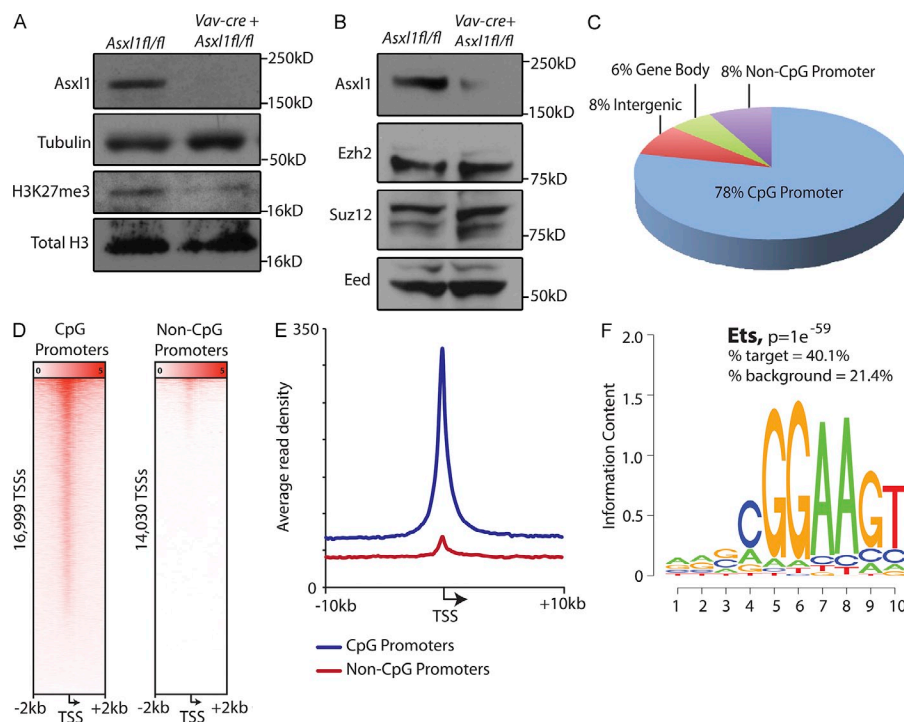 A
Asxl1fl/fl
Vav-cre +
Asxl1fl/fl
250kD
Asxl1
150kD
Tubulin
50kD
H3K27me3
16kD
Total H3
16kD
B
Asxl1fl/fl
Vav-cre+
Asxl1fl/fl
250kD
Asxl1
150kD
Ezh2
75kD
Suz12
75kD
Eed
50kD
C
6% Gene Body
8% Non-CpG Promoter
8% Intergenic
78% CpG Promoter
D
CpG
Promoters
Non-CpG
Promoters
0 5
0 5
16,999 TSSs
14,030 TSSs
-2kb TSS +2kb
-2kb TSS +2kb
E
350
Average read density
0
-10kb TSS +10kb
CpG Promoters
Non-CpG Promoters
F
Ets, p=1e-59
% target = 40.1%
% background = 21.4%
Information Content
2.0
1.5
1.0
0.5
0
CGGAAGT
1 2 3 4 5 6 7 8 9 10